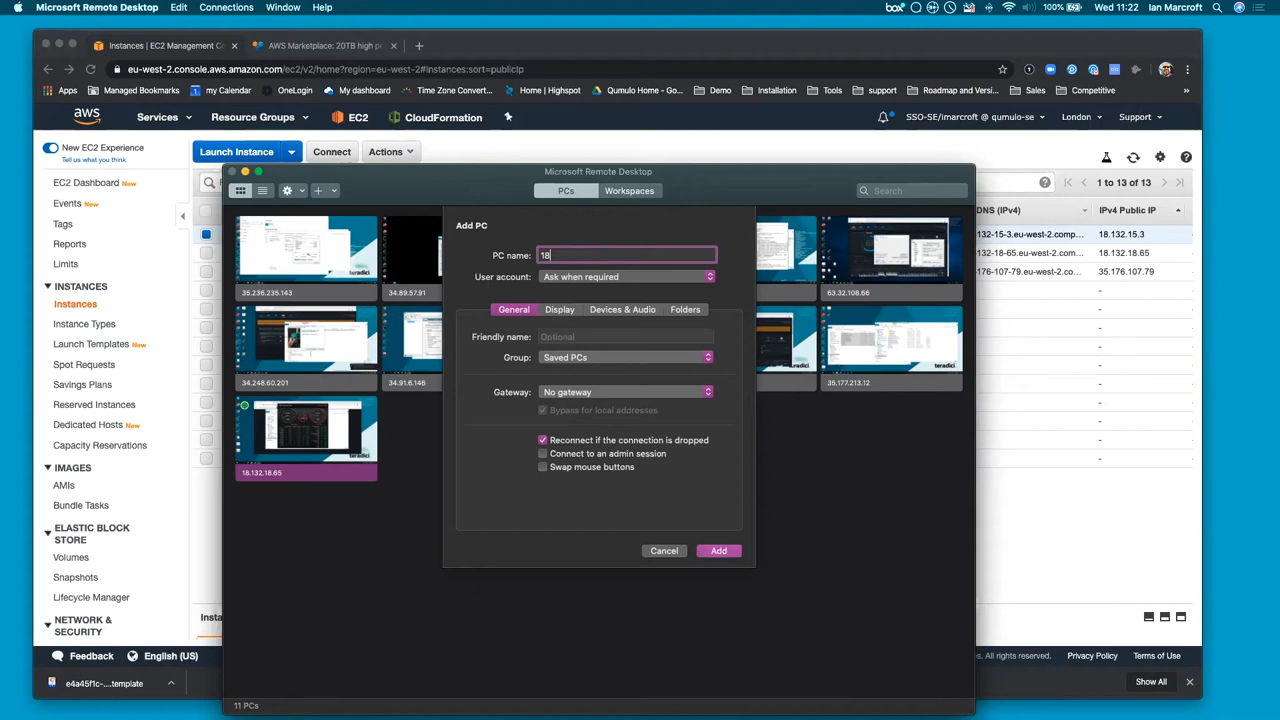 Microsoft Remote Desktop Edit Connections Window Help box 100% Wed 11:22 Ian Marcroft
Instances | EC2 Management Co AWS Marketplace: 20TB high pe
eu-west-2.console.aws.amazon.com/ec2/v2/home?region=eu-west-2#Instances:sort=publicIp
Apps Managed Bookmarks my Calendar OneLogin My dashboard Time Zone Convert... Home | Highspot Qumulo Home - Go... Demo Installation Tools support Roadmap and Versi... Sales Competitive »
aws Services Resource Groups EC2 CloudFormation SSO-SE/imarcroft @ qumulo-se London Support
New EC2 Experience
Tell us what you think
Launch Instance Connect Actions
EC2 Dashboard New
Events New
Tags
Reports
Limits
INSTANCES
Instances
Instance Types
Launch Templates New
Spot Requests
Savings Plans
Reserved Instances
Dedicated Hosts New
Capacity Reservations
IMAGES
AMIs
Bundle Tasks
ELASTIC BLOCK
STORE
Volumes
Snapshots
Lifecycle Manager
NETWORK &
SECURITY
1 to 13 of 13
DNS (IPv4) IPv4 Public IP
132-15-3.eu-west-2.comp... 18.132.15.3
132-18-65.eu-west-2.co... 18.132.18.65
176-107-79.eu-west-2.c... 35.176.107.79
-
-
-
-
-
-
-
-
-
-
Microsoft Remote Desktop
PCs Workspaces Search
35.236.235.143 34.89.57.91 63.32.108.66
34.248.60.201 34.91.6.146 35.177.213.12
teradici
teradici
teradici
18.132.18.65
Add PC
PC name: 18
User account: Ask when required
General Display Devices & Audio Folders
Friendly name: Optional
Group: Saved PCs
Gateway: No gateway
Bypass for local addresses
Reconnect if the connection is dropped
Connect to an admin session
Swap mouse buttons
Cancel Add
11 PCs
Insta
Feedback English (US) s. All rights reserved. Privacy Policy Terms of Use
e4a45f1c-....template Show All